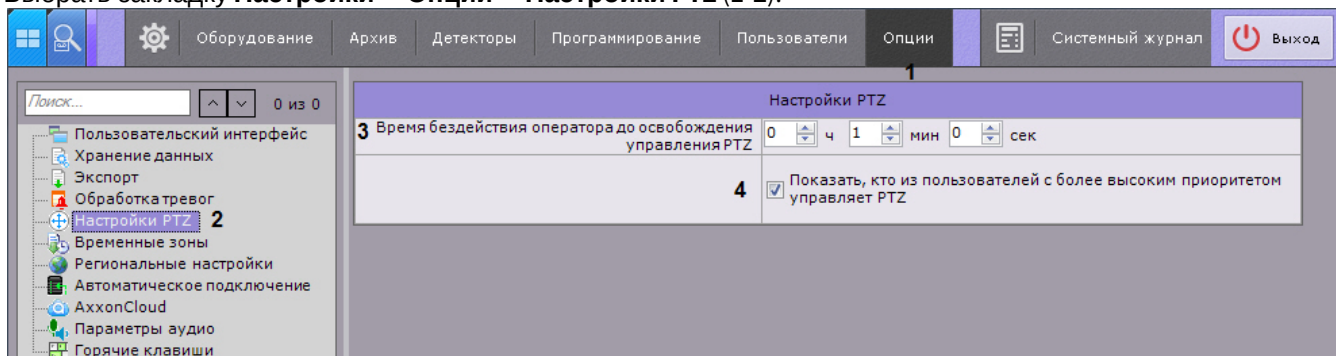 Выбрать закладку Настройки – Опции – Настройки PTZ (1-2).
Оборудование Архив Детекторы Программирование Пользователи Опции Системный журнал Выход
1
Поиск... 0 из 0
Пользовательский интерфейс
Хранение данных
Экспорт
Обработка тревог
Настройки PTZ 2
Временные зоны
Региональные настройки
Автоматическое подключение
AxxonCloud
Параметры аудио
Горячие клавиши
Настройки PTZ
3 Время бездействия оператора до освобождения
управления PTZ
0 ч 1 мин 0 сек
4
Показать, кто из пользователей с более высоким приоритетом
управляет PTZ